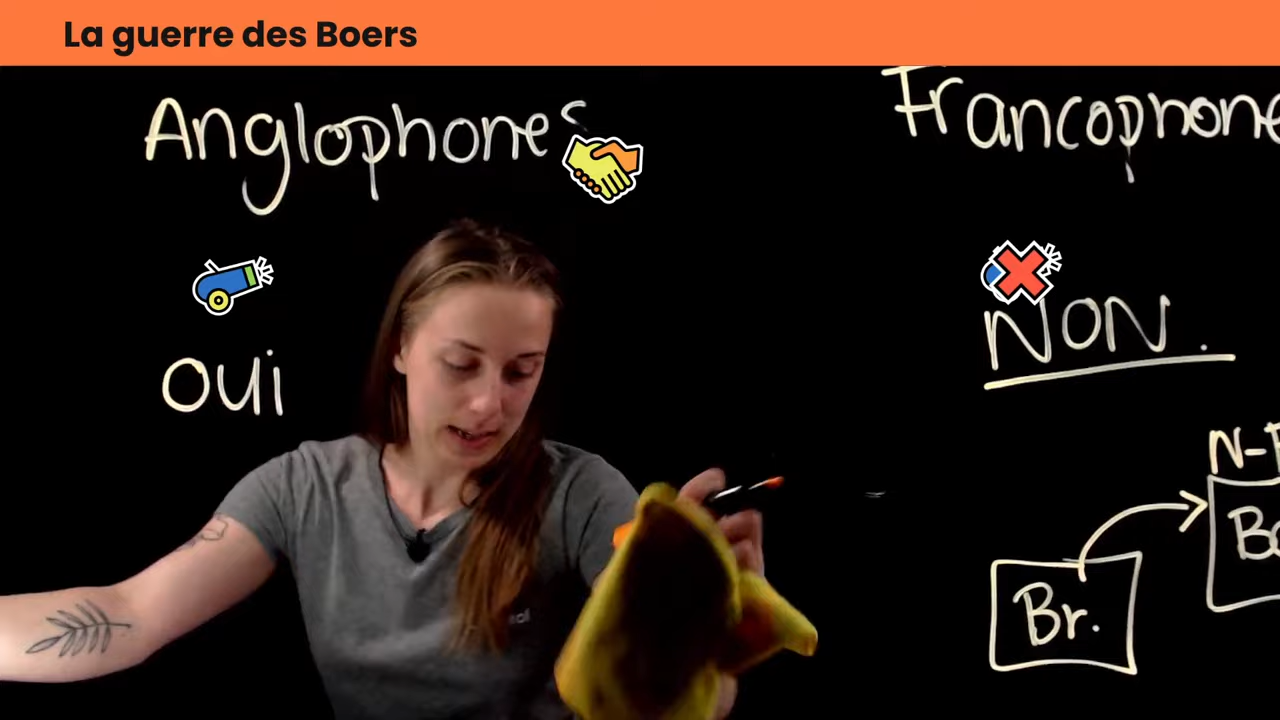 La guerre des Boers
Anglophones
Francophone
NON.
OUI
N-
Br.